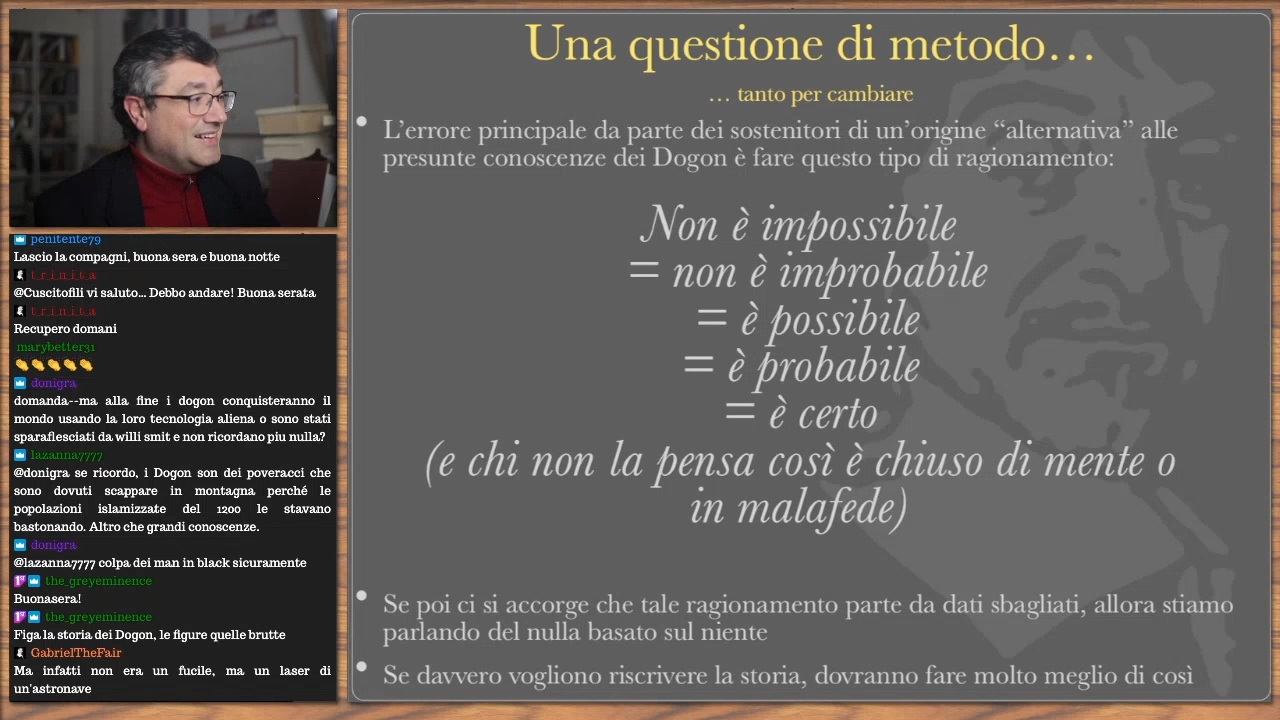 Una questione di metodo…
… tanto per cambiare
L’errore principale da parte dei sostenitori di un’origine “alternativa” alle
presunte conoscenze dei Dogon è fare questo tipo di ragionamento:
Non è impossibile
= non è improbabile
= è possibile
= è probabile
= è certo
(e chi non la pensa così è chiuso di mente o
in malafede)
Se poi ci si accorge che tale ragionamento parte da dati sbagliati, allora stiamo
parlando del nulla basato sul niente
Se davvero vogliono riscrivere la storia, dovranno fare molto meglio di così
penitente79
Lascio la compagni, buona sera e buona notte
t_r_i_n_i_t_a
@Cuscitofili vi saluto... Debbo andare! Buona serata
t_r_i_n_i_t_a
Recupero domani
marybetter31
👏👏👏👏👏
donigra
domanda--ma alla fine i dogon conquisteranno il
mondo usando la loro tecnologia aliena o sono stati
sparaflesciati da willi smit e non ricordano piu nulla?
lazanna7777
@donigra se ricordo, i Dogon son dei poveracci che
sono dovuti scappare in montagna perché le
popolazioni islamizzate del 1200 le stavano
bastonando. Altro che grandi conoscenze.
donigra
@lazanna7777 colpa dei man in black sicuramente
1st the_greyeminence
Buonasera!
1st the_greyeminence
Figa la storia dei Dogon, le figure quelle brutte
GabrielTheFair
Ma infatti non era un fucile, ma un laser di
un'astronave